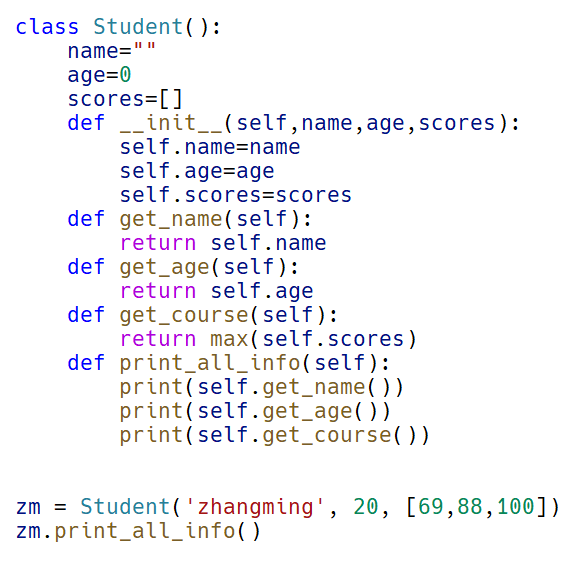 class Student():
    name=""
    age=0
    scores=[]
    def __init__(self,name,age,scores):
        self.name=name
        self.age=age
        self.scores=scores
    def get_name(self):
        return self.name
    def get_age(self):
        return self.age
    def get_course(self):
        return max(self.scores)
    def print_all_info(self):
        print(self.get_name())
        print(self.get_age())
        print(self.get_course())
zm = Student('zhangming', 20, [69,88,100])
zm.print_all_info()